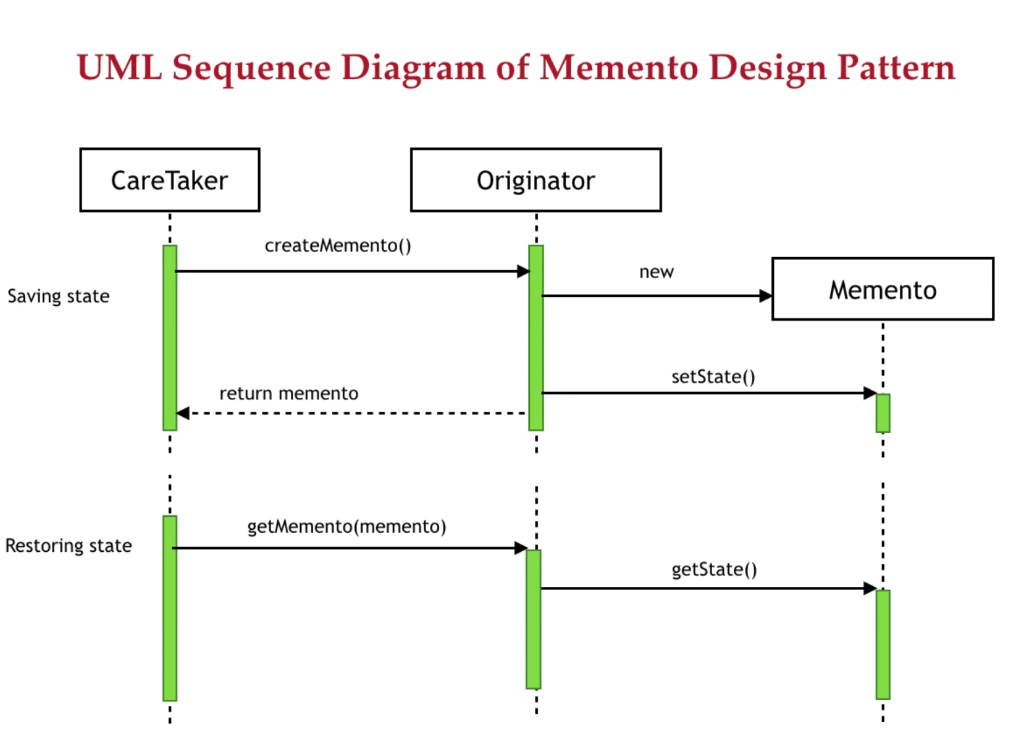 UML Sequence Diagram of Memento Design Pattern
CareTaker
Originator
createMemento()
new
Memento
Saving state
setState()
return memento
getMemento(memento)
Restoring state
getState()